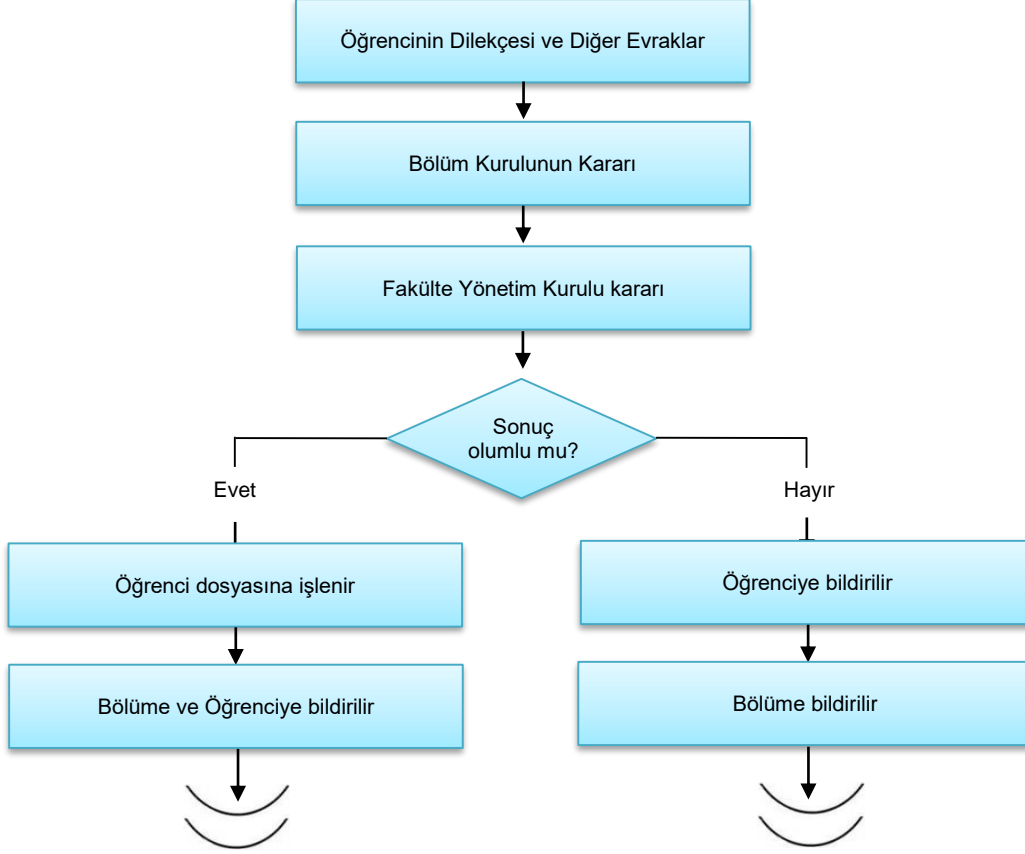 Öğrencinin Dilekçesi ve Diğer Evraklar
Bölüm Kurulunun Kararı
Fakülte Yönetim Kurulu kararı
Sonuç
olumlu mu?
Evet
Hayır
Öğrenci dosyasına işlenir
Öğrenciye bildirilir
Bölüme ve Öğrenciye bildirilir
Bölüme bildirilir